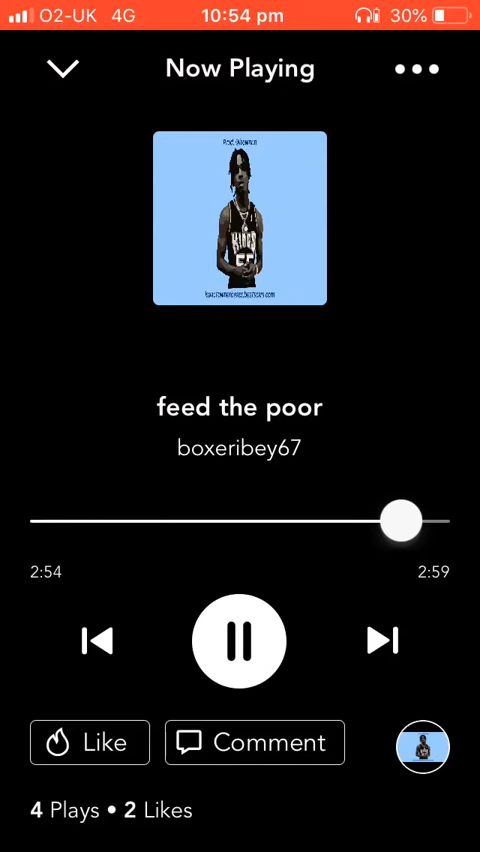 O2-UK 4G 10:54 pm 30%
Now Playing
KINGS
feed the poor
boxeribey67
2:54 2:59
Like Comment
4 Plays • 2 Likes